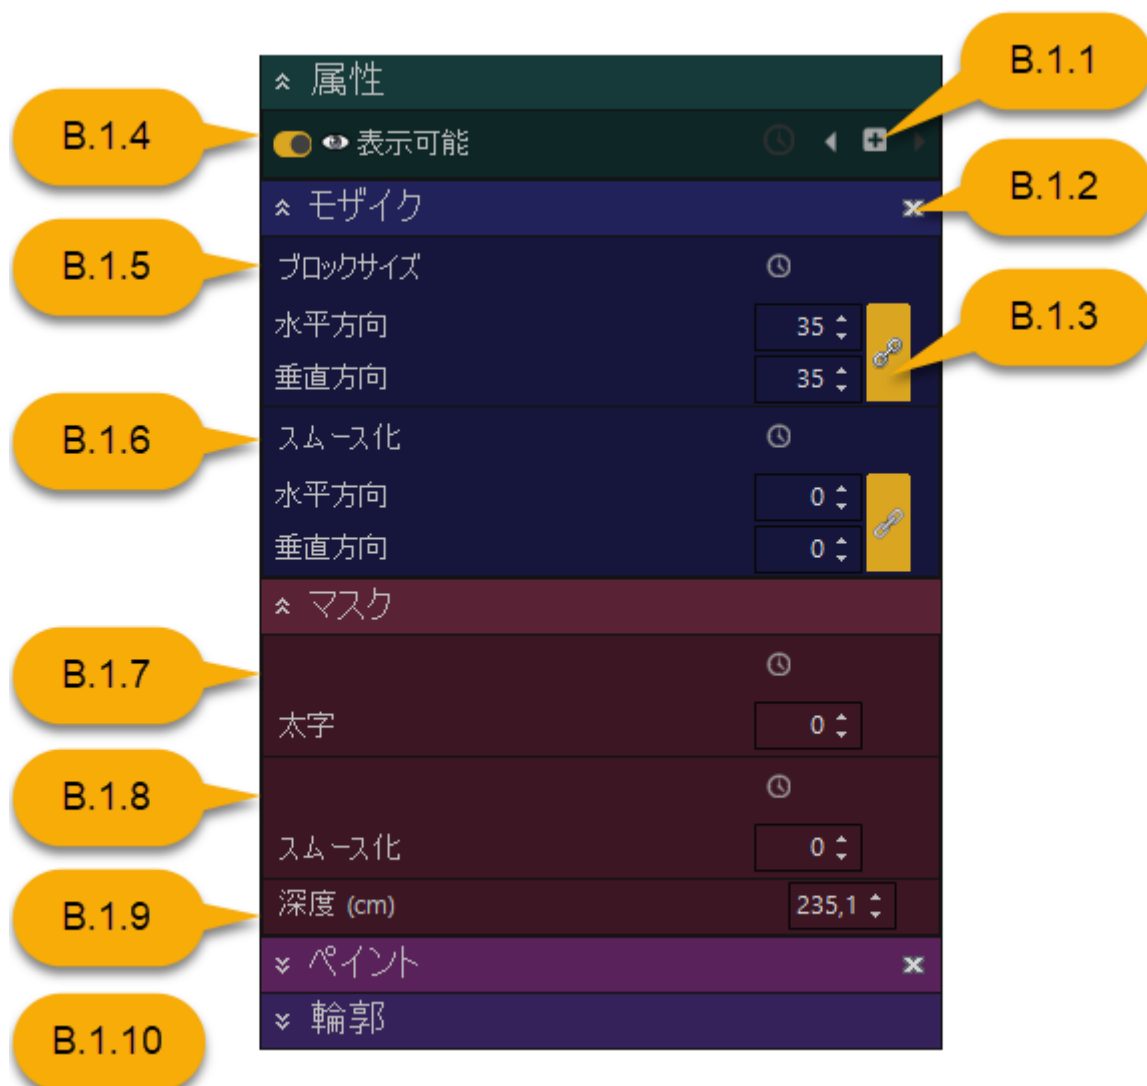 属性
B.1.1
B.1.4
表示可能
モザイク
B.1.2
B.1.5
ブロックサイズ
水平方向 35
B.1.3
垂直方向 35
B.1.6
スムース化
水平方向 0
垂直方向 0
マスク
B.1.7
太字 0
B.1.8
スムース化 0
B.1.9
深度 (cm) 235,1
ペイント
輪郭
B.1.10